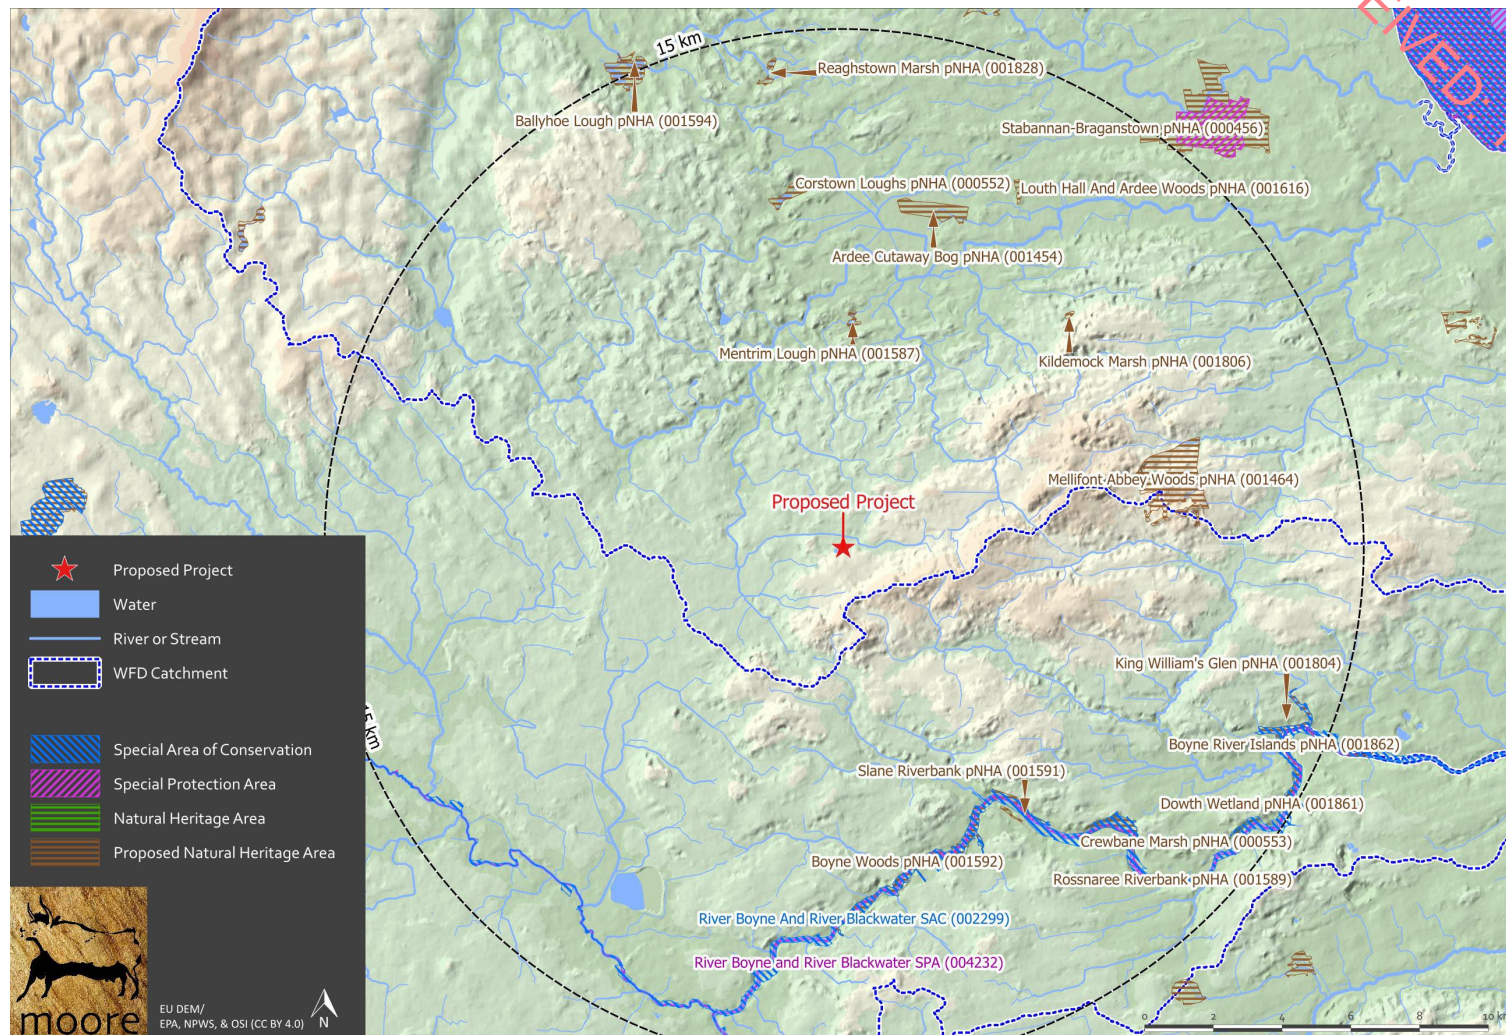 EIVED:
15 km
Reaghstown Marsh pNHA (001828)
Ballyhoe Lough pNHA (001594)
Stabannan-Braganstown pNHA (000456)
Corstown Loughs pNHA (000552)
Louth Hall And Ardee Woods pNHA (001616)
Ardee Cutaway Bog pNHA (001454)
Mentrim Lough pNHA (001587)
Kildemock Marsh pNHA (001806)
Mellifont Abbey Woods pNHA (001464)
Proposed Project
King William's Glen pNHA (001804)
Boyne River Islands pNHA (001862)
Slane Riverbank pNHA (001591)
Dowth Wetland pNHA (001861)
Crewbane Marsh pNHA (000553)
Boyne Woods pNHA (001592)
Rossnaree Riverbank pNHA (001589)
River Boyne And River Blackwater SAC (002299)
River Boyne and River Blackwater SPA (004232)
15 km
Proposed Project
Water
River or Stream
WFD Catchment
Special Area of Conservation
Special Protection Area
Natural Heritage Area
Proposed Natural Heritage Area
moore
EU DEM/
EPA, NPWS, & OSI (CC BY 4.0)
N
0 2 4 6 8 10 k